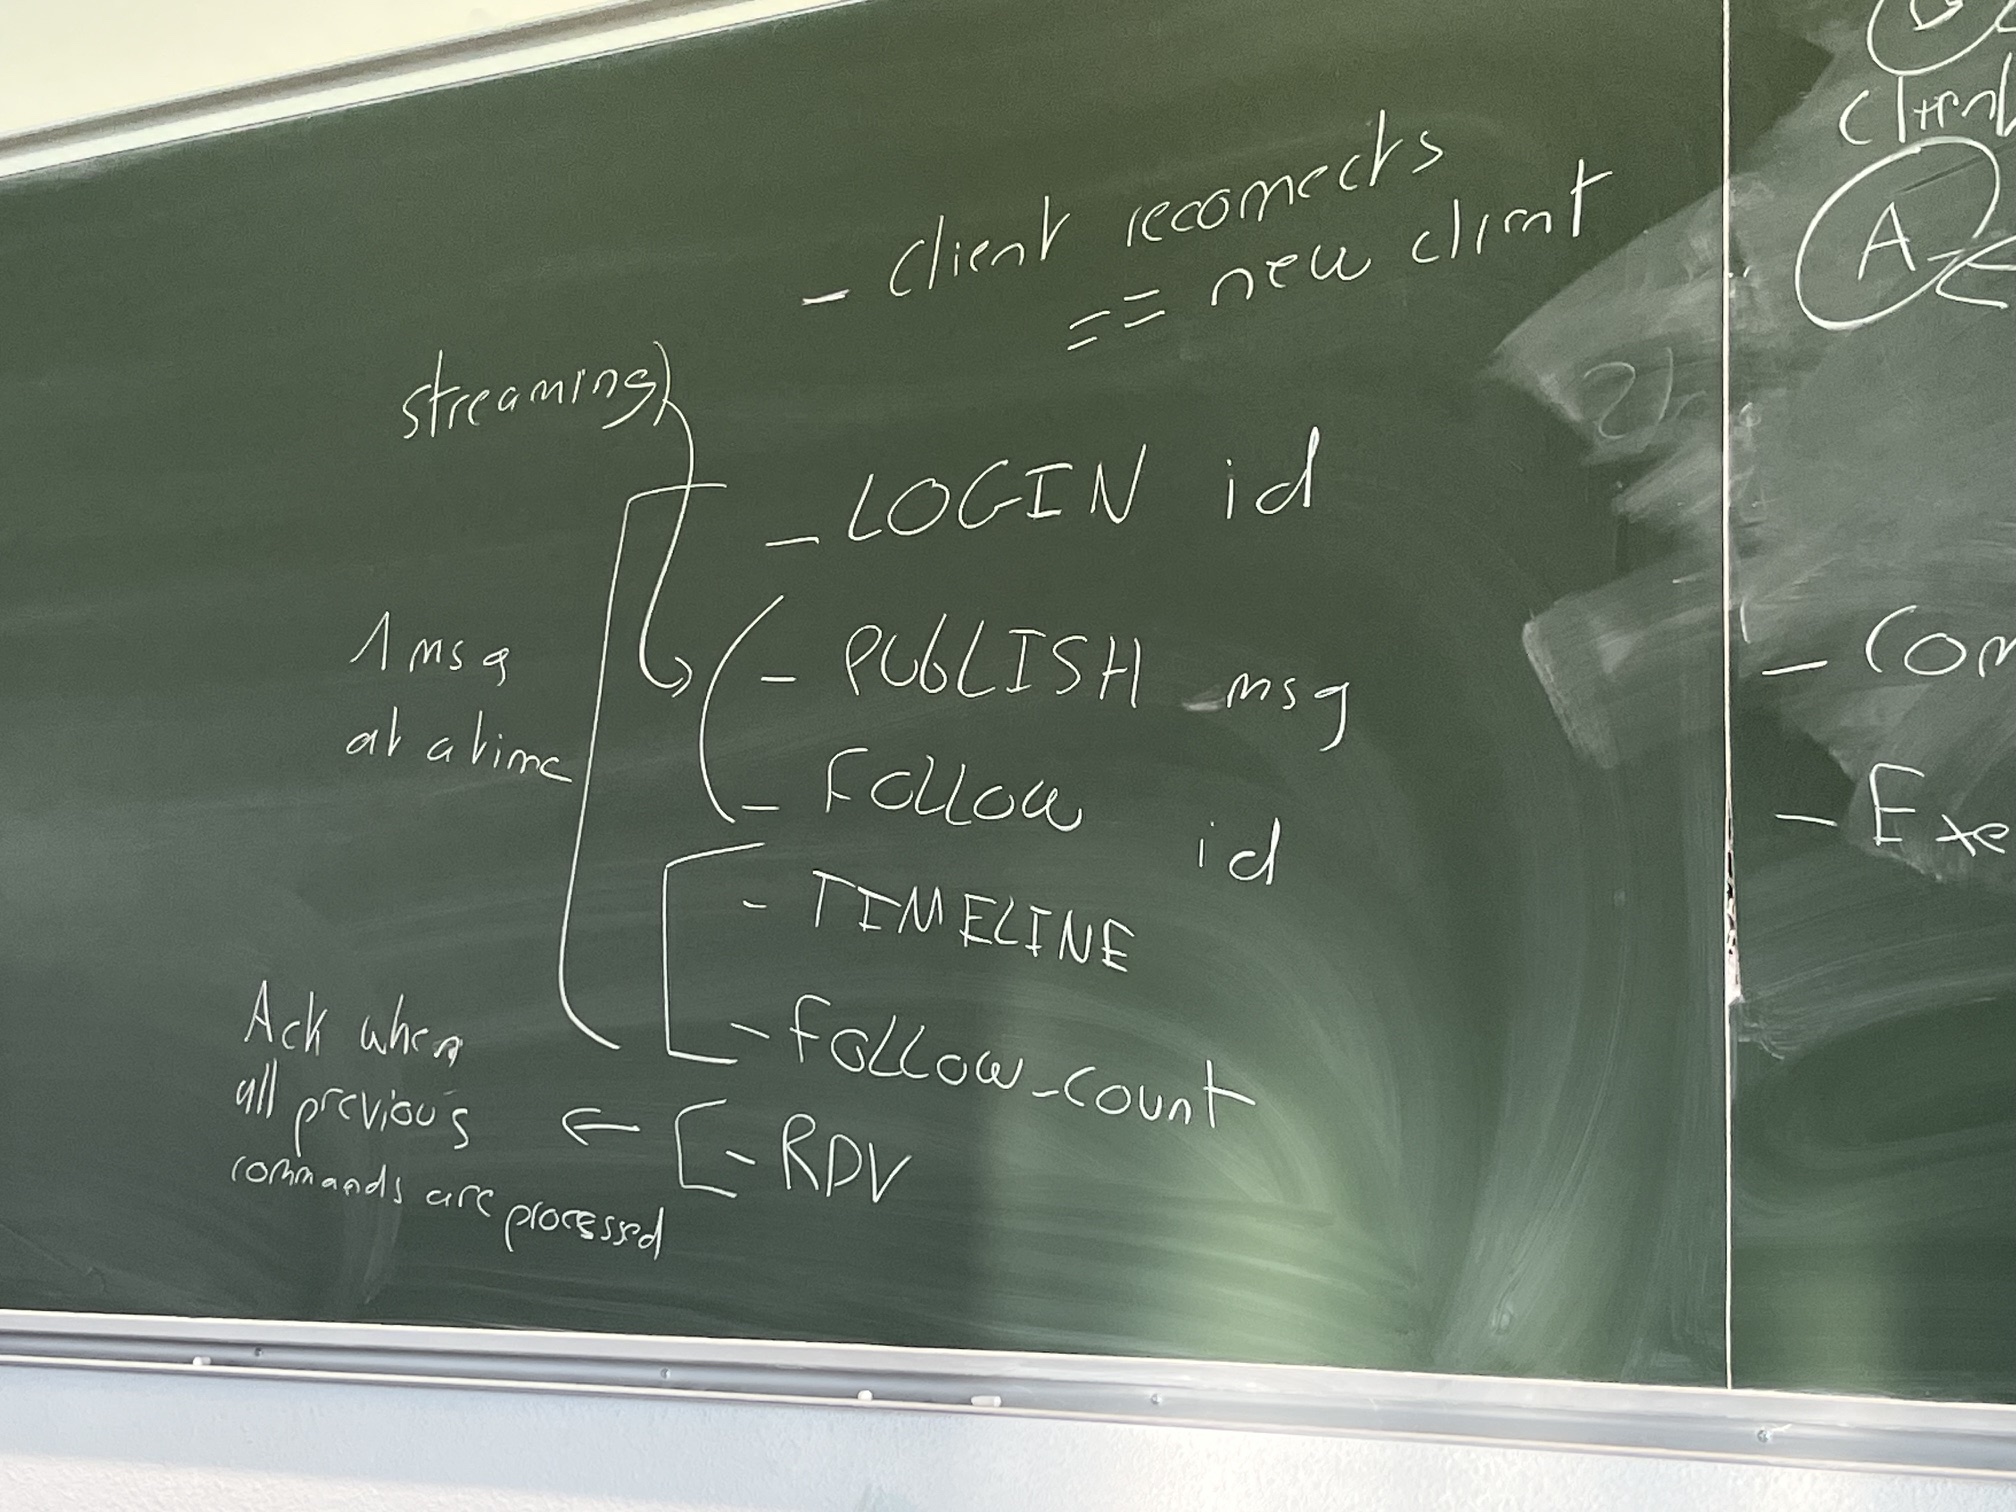 - client reconnects
== new client
streaming
- LOGIN id
1 msg
at a time
- PUBLISH msg
- FOLLOW id
- TIMELINE
- FOLLOW_count
Ack when
all previous
commands are processed
- RDV
client
A
- Com
- Exe